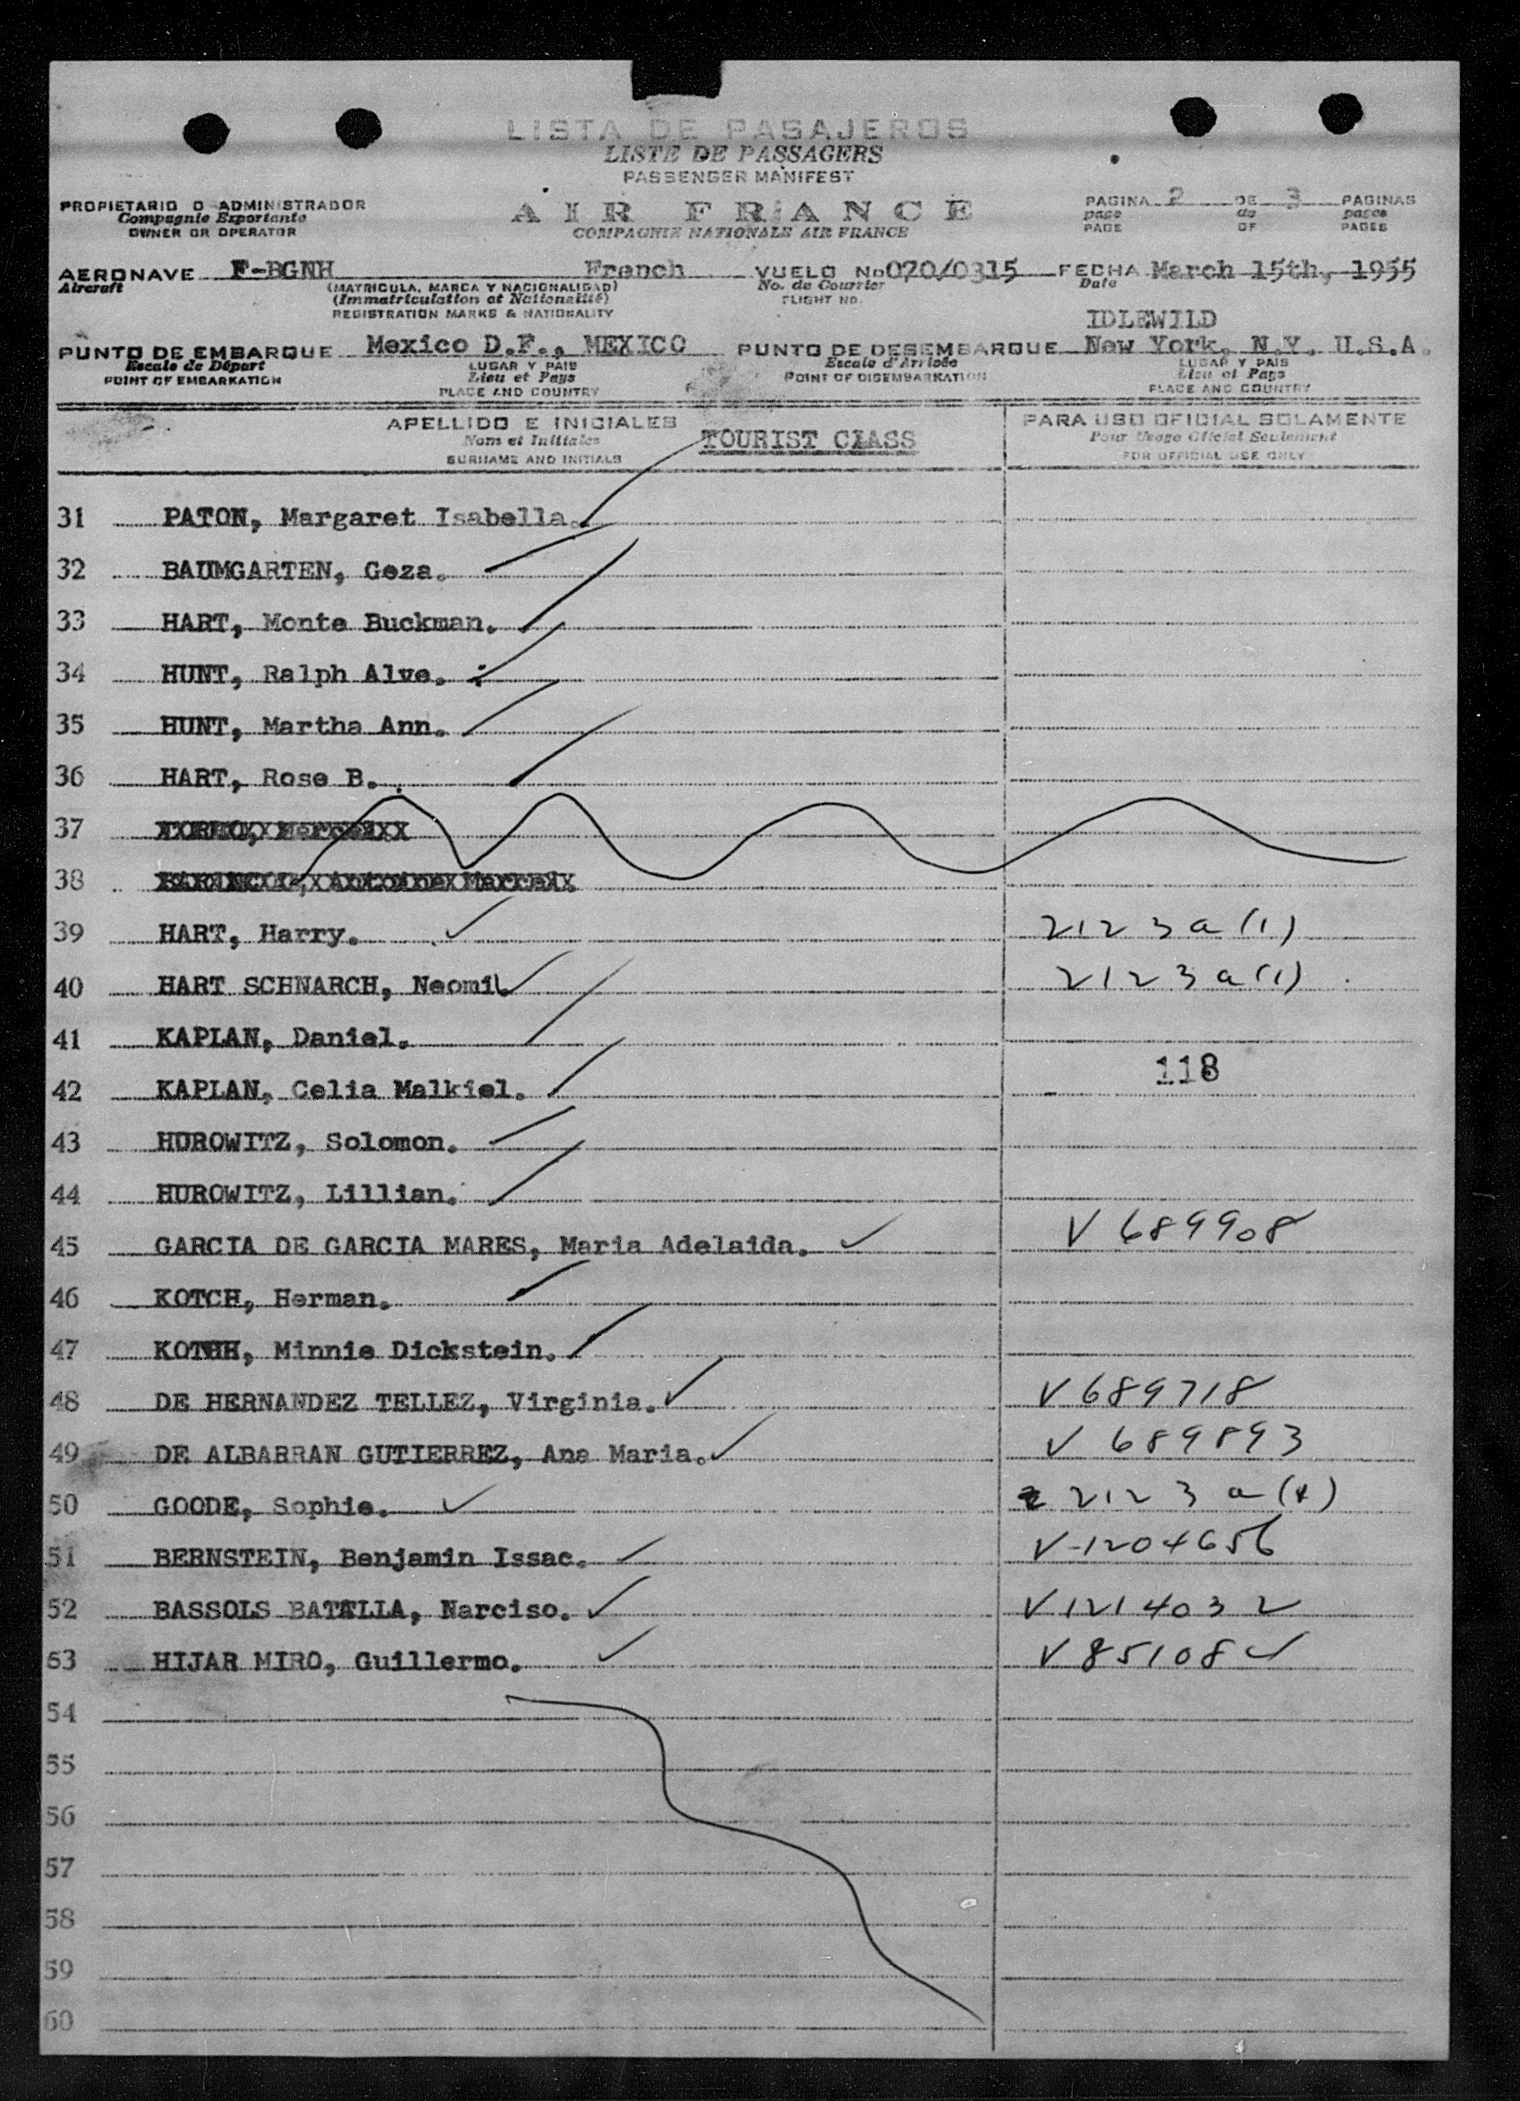 LISTA DE PASAJEROS
LISTE DE PASSAGERS
PASSENGER MANIFEST
PROPIETARIO O ADMINISTRADOR
Compagnie Exportante
OWNER OR OPERATOR
AIR FRANCE
COMPAGNIE NATIONALE AIR FRANCE
PAGINA 2 DE 3 PAGINAS
page de pages
PAGE OF PAGES
AERONAVE F-BGNH French VUELO No 070/0315 FECHA March 15th, 1955
Aircraft (MATRICULA, MARCA Y NACIONALIDAD) No. de Courrier Date
(Immatriculation et Nationalité) FLIGHT NO.
REGISTRATION MARKS & NATIONALITY
IDLEWILD
PUNTO DE EMBARQUE Mexico D.F., MEXICO PUNTO DE DESEMBARQUE New York, N.Y. U.S.A.
Escale de Départ LUGAR Y PAIS Escale d'Arrivée LUGAR Y PAIS
POINT OF EMBARKATION Lieu et Pays POINT OF DISEMBARKATION Lieu et Pays
PLACE AND COUNTRY PLACE AND COUNTRY
APELLIDO E INICIALES TOURIST CLASS PARA USO OFICIAL SOLAMENTE
Nom et Initiales Pour Usage Officiel Seulement
SURNAME AND INITIALS FOR OFFICIAL USE ONLY
31 PATON, Margaret Isabella.
32 BAUMGARTEN, Geza.
33 HART, Monte Buckman.
34 HUNT, Ralph Alve.
35 HUNT, Martha Ann.
36 HART, Rose B.
37
38
39 HART, Harry. 2123a(1)
40 HART SCHNARCH, Neomi. 2123a(1)
41 KAPLAN, Daniel.
118
42 KAPLAN, Celia Malkiel.
43 HUROWITZ, Solomon.
44 HUROWITZ, Lillian.
45 GARCIA DE GARCIA MARES, Maria Adelaida. V 689908
46 KOTCH, Herman.
47 KOTHH, Minnie Dickstein.
48 DE HERNANDEZ TELLEZ, Virginia. V689718
49 DE ALBARRAN GUTIERREZ, Ana Maria. V 689893
50 GOODE, Sophie. 2123 a
51 BERNSTEIN, Benjamin Issac. V-1204656
52 BASSOLS BATALLA, Narciso. V1214032
53 HIJAR MIRO, Guillermo. V85108
54
55
56
57
58
59
60